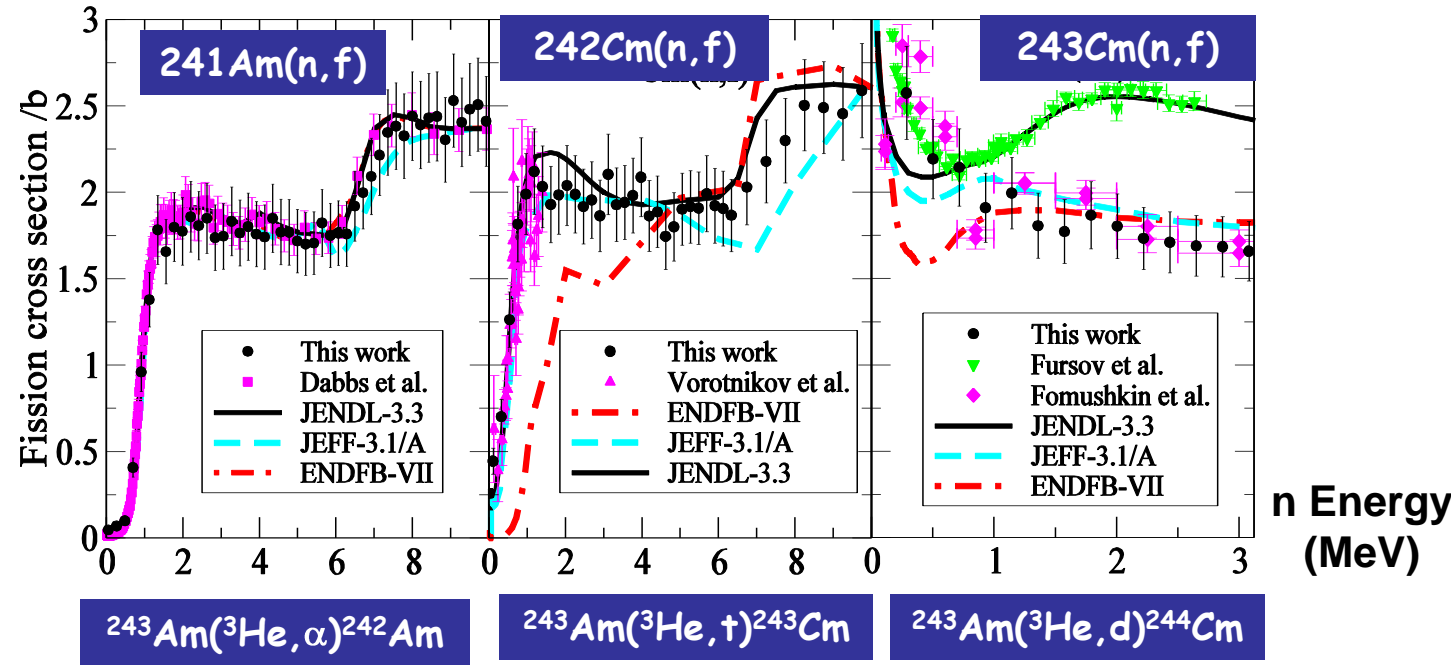 241Am(n,f)
242Cm(n,f)
243Cm(n,f)
Fission cross section /b
3
2.5
2
1.5
1
0.5
0
This work
Dabbs et al.
JENDL-3.3
JEFF-3.1/A
ENDFB-VII
This work
Vorotnikov et al.
ENDFB-VII
JEFF-3.1/A
JENDL-3.3
This work
Fursov et al.
Fomushkin et al.
JENDL-3.3
JEFF-3.1/A
ENDFB-VII
0 2 4 6 8 0 2 4 6 8 0 1 2 3
n Energy
(MeV)
²⁴³Am(³He,α)²⁴²Am
²⁴³Am(³He,t)²⁴³Cm
²⁴³Am(³He,d)²⁴⁴Cm